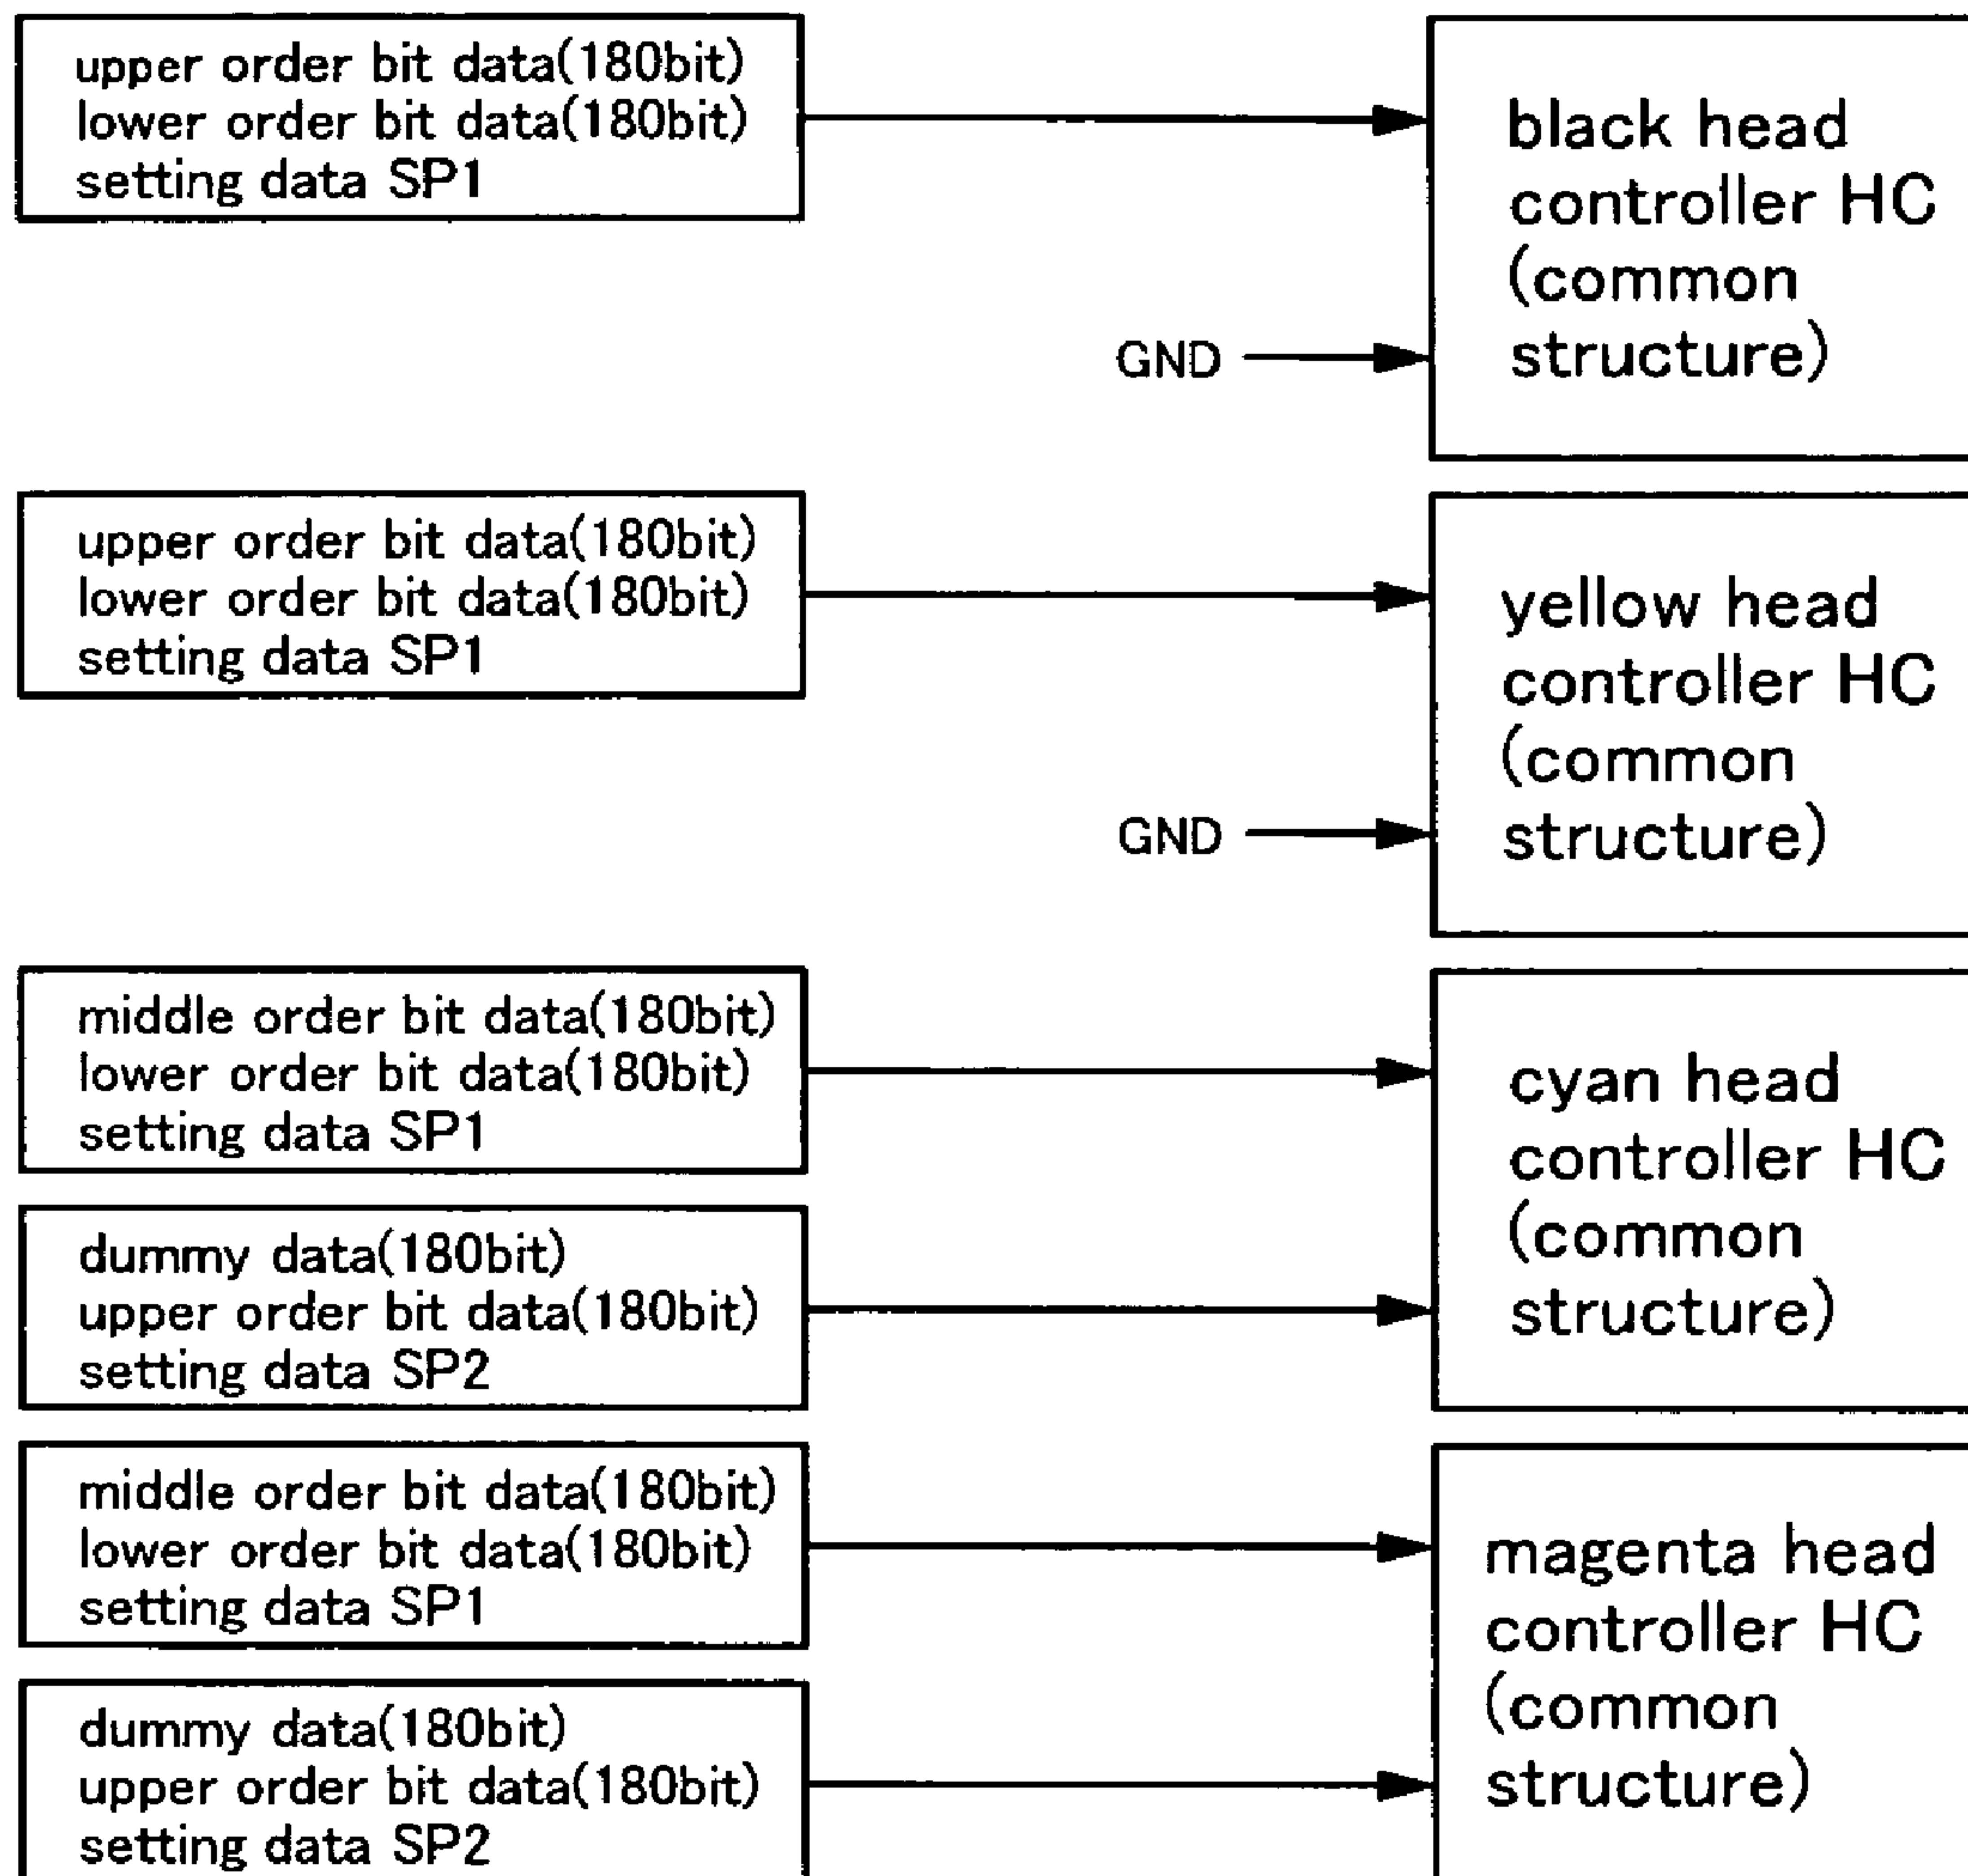 upper order bit data(180bit)
lower order bit data(180bit)
setting data SP1
black head
controller HC
(common
structure)
GND
upper order bit data(180bit)
lower order bit data(180bit)
setting data SP1
yellow head
controller HC
(common
structure)
GND
middle order bit data(180bit)
lower order bit data(180bit)
setting data SP1
cyan head
controller HC
(common
structure)
dummy data(180bit)
upper order bit data(180bit)
setting data SP2
middle order bit data(180bit)
lower order bit data(180bit)
setting data SP1
magenta head
controller HC
(common
structure)
dummy data(180bit)
upper order bit data(180bit)
setting data SP2